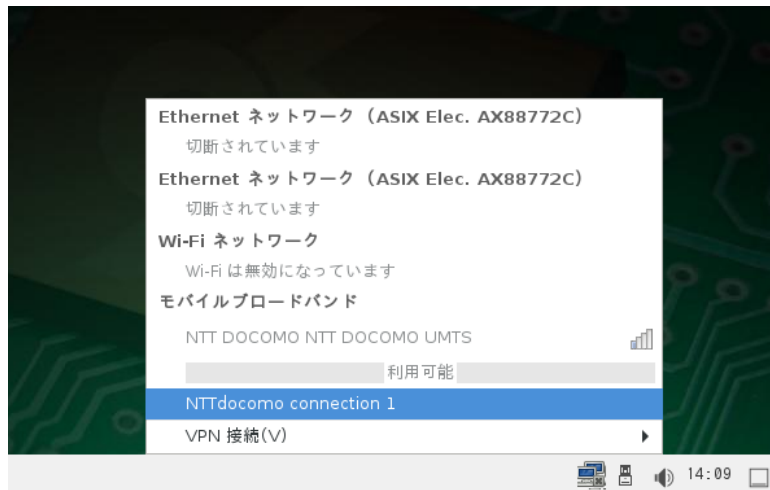 Ethernet ネットワーク (ASIX Elec. AX88772C)
切断されています
Ethernet ネットワーク (ASIX Elec. AX88772C)
切断されています
Wi-Fi ネットワーク
Wi-Fi は無効になっています
モバイルブロードバンド
NTT DOCOMO NTT DOCOMO UMTS
利用可能
NTTdocomo connection 1
VPN 接続(V)
14:09